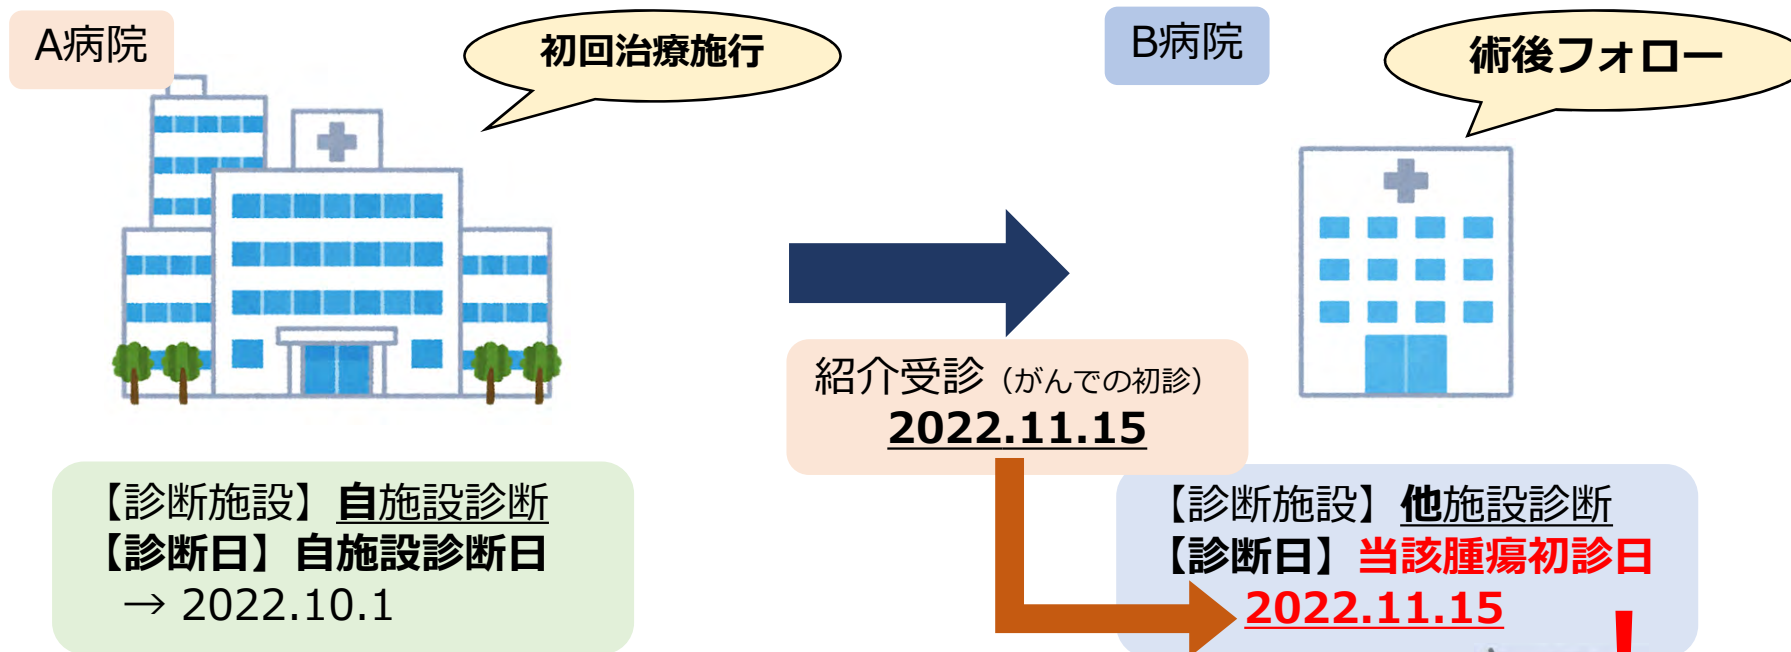 A病院
初回治療施行
B病院
術後フォロー
紹介受診（がんでの初診）
2022.11.15
【診断施設】自施設診断
【診断日】自施設診断日
→ 2022.10.1
【診断施設】他施設診断
【診断日】当該腫瘍初診日
2022.11.15
!